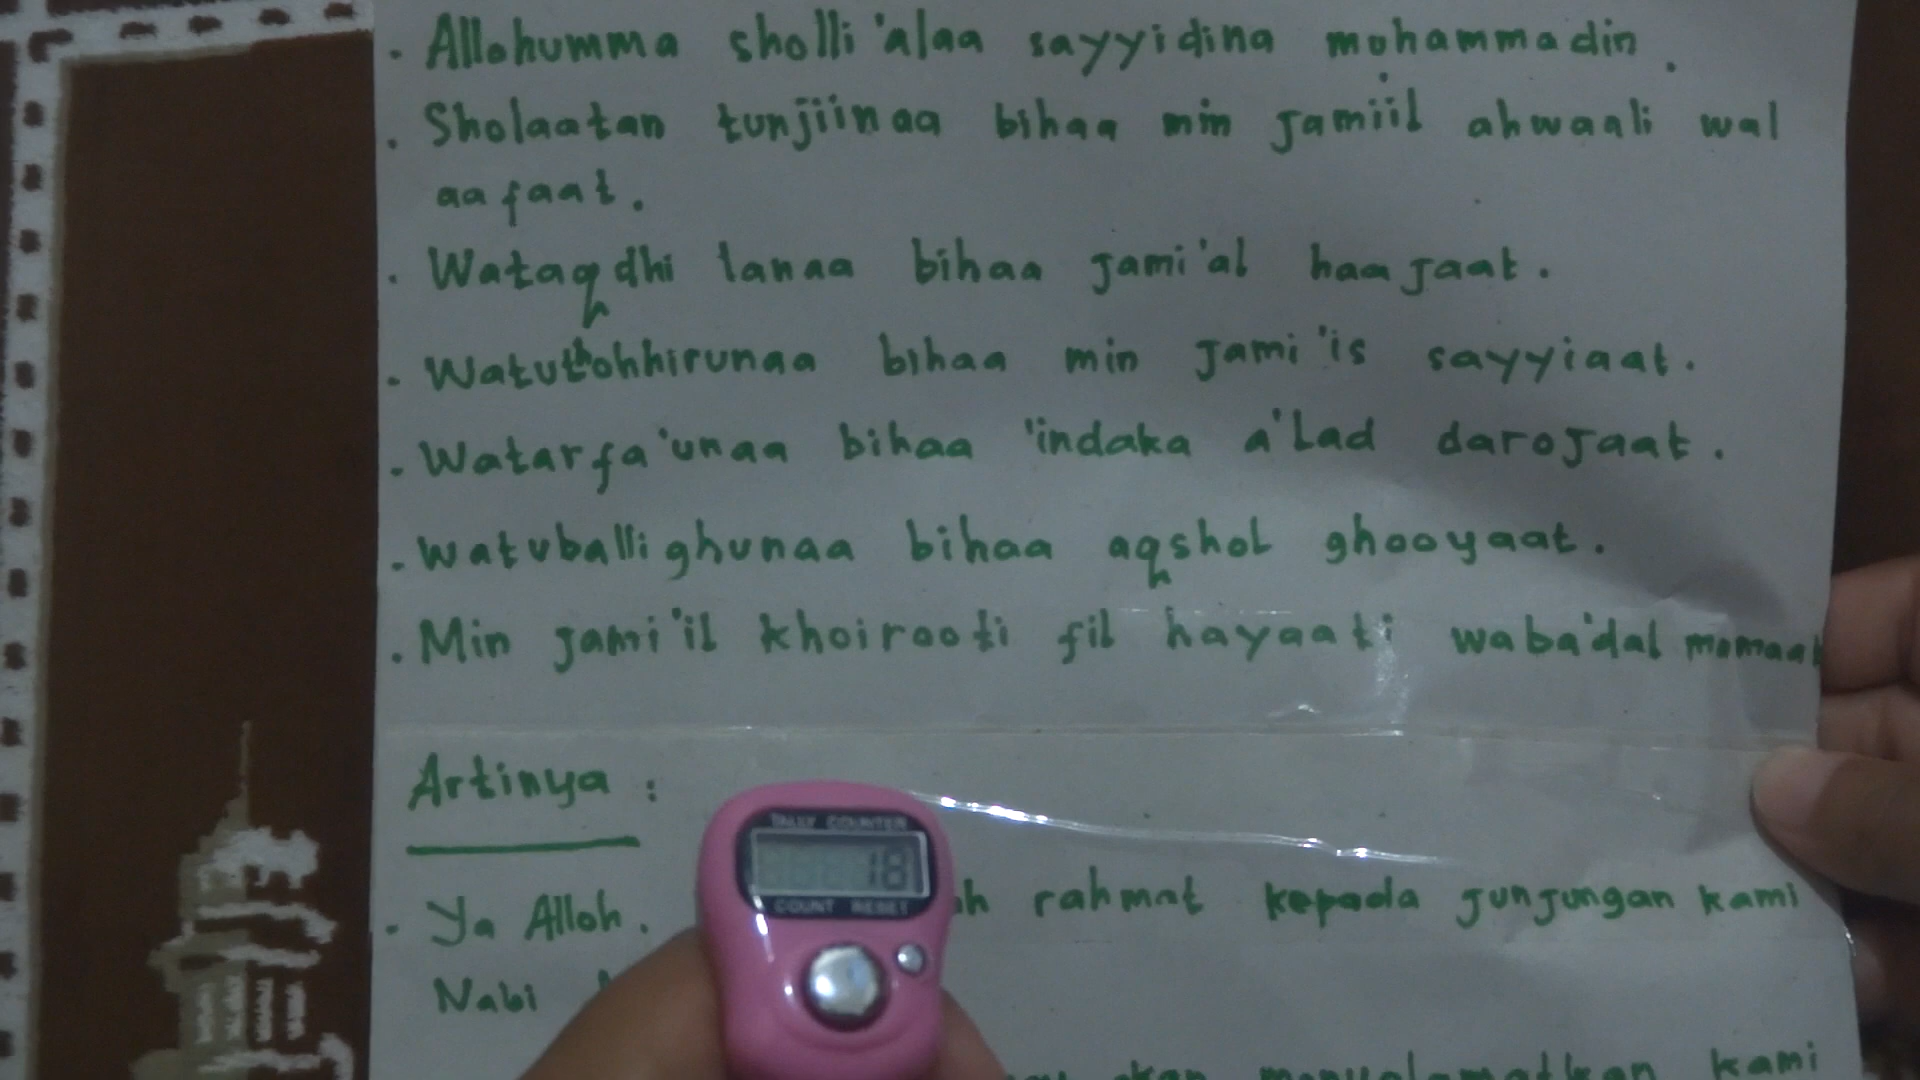 . Allohumma sholli 'alaa sayyidina mohammadin.
. Sholaatan tunjiinaa bihaa min jamiil ahwaali wal
aafaat.
. Wataqdhi lanaa bihaa jami'al haajaat.
. Watuthohhirunaa bihaa min jami'is sayyiaat.
. Watarfa'unaa bihaa 'indaka a'lad darojaat.
. Watuballighunaa bihaa aqshol ghooyaat.
. Min jami'il khoirooti fil hayaati waba'dal mamaat
Artinya :
TALLY COUNTER
18
COUNT RESET
. Ya Alloh. rahmat kepada junjungan kami
Nabi
akan menyelamatkan kami